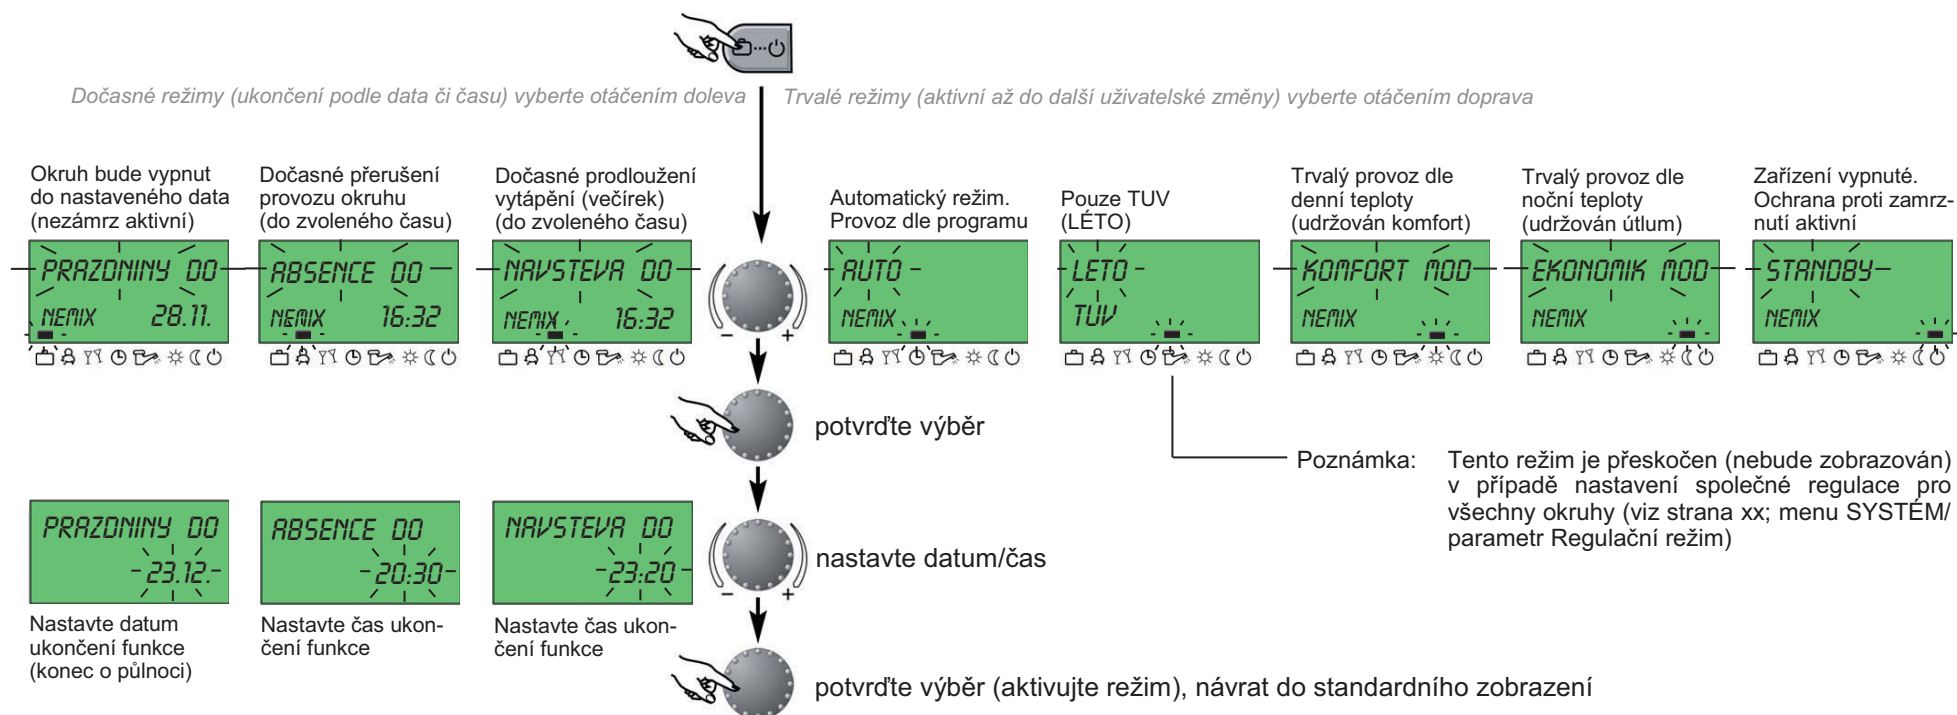 Dočasné režimy (ukončení podle data či času) vyberte otáčením doleva
Trvalé režimy (aktivní až do další uživatelské změny) vyberte otáčením doprava
Okruh bude vypnut
do nastaveného data
(nezámrz aktivní)
PRAZDNINY DO
NEMIX 28.11.
Dočasné přerušení
provozu okruhu
(do zvoleného času)
ABSENCE DO
NEMIX 16:32
Dočasné prodloužení
vytápění (večírek)
(do zvoleného času)
NAVSTEVA DO
NEMIX 16:32
- +
Automatický režim.
Provoz dle programu
AUTO
NEMIX
Pouze TUV
(LÉTO)
LETO
TUV
Trvalý provoz dle
denní teploty
(udržován komfort)
KOMFORT MOD
NEMIX
Trvalý provoz dle
noční teploty
(udržován útlum)
EKONOMIK MOD
NEMIX
Zařízení vypnuté.
Ochrana proti zamrz-
nutí aktivní
STANDBY
NEMIX
potvrďte výběr
Poznámka: Tento režim je přeskočen (nebude zobrazován)
v případě nastavení společné regulace pro
všechny okruhy (viz strana xx; menu SYSTÉM/
parametr Regulační režim)
PRAZDNINY DO
23.12.
Nastavte datum
ukončení funkce
(konec o půlnoci)
ABSENCE DO
20:30
Nastavte čas ukon-
čení funkce
NAVSTEVA DO
23:20
Nastavte čas ukon-
čení funkce
nastavte datum/čas
- +
potvrďte výběr (aktivujte režim), návrat do standardního zobrazení